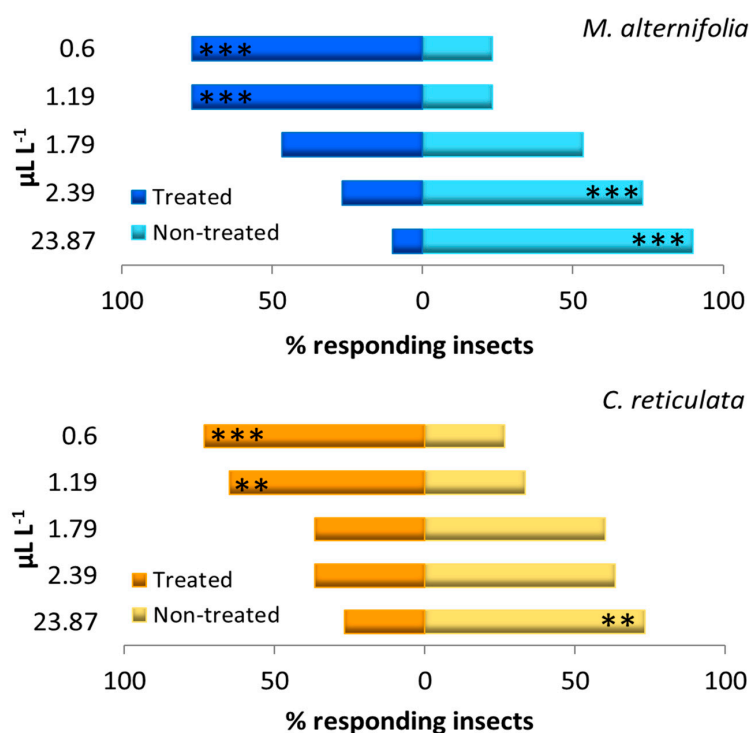 M. alternifolia
0.6
***
1.19
***
1.79
2.39
***
23.87
***
µL L-1
Treated
Non-treated
100 50 0 50 100
% responding insects
C. reticulata
0.6
***
1.19
**
1.79
2.39
23.87
**
µL L-1
Treated
Non-treated
100 50 0 50 100
% responding insects